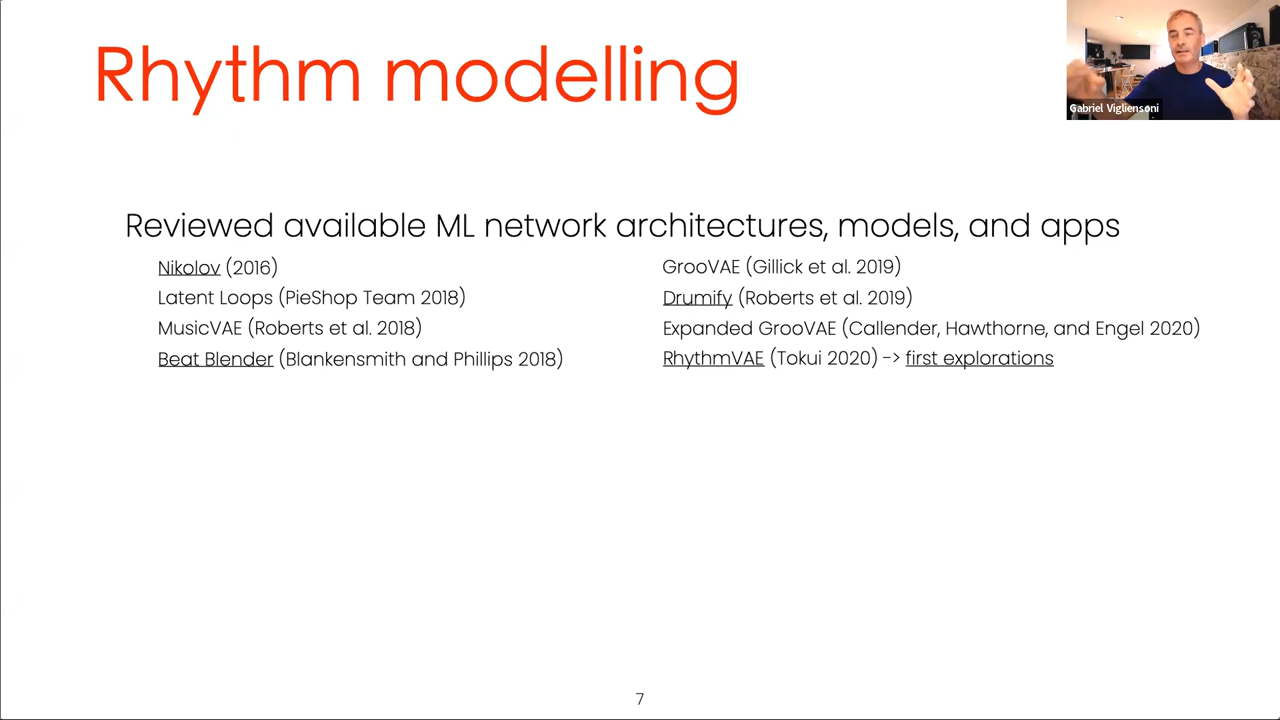 Rhythm modelling
Gabriel Vigliensoni
Reviewed available ML network architectures, models, and apps
Nikolov (2016)
Latent Loops (PieShop Team 2018)
MusicVAE (Roberts et al. 2018)
Beat Blender (Blankensmith and Phillips 2018)
GrooVAE (Gillick et al. 2019)
Drumify (Roberts et al. 2019)
Expanded GrooVAE (Callender, Hawthorne, and Engel 2020)
RhythmVAE (Tokui 2020) -> first explorations
7